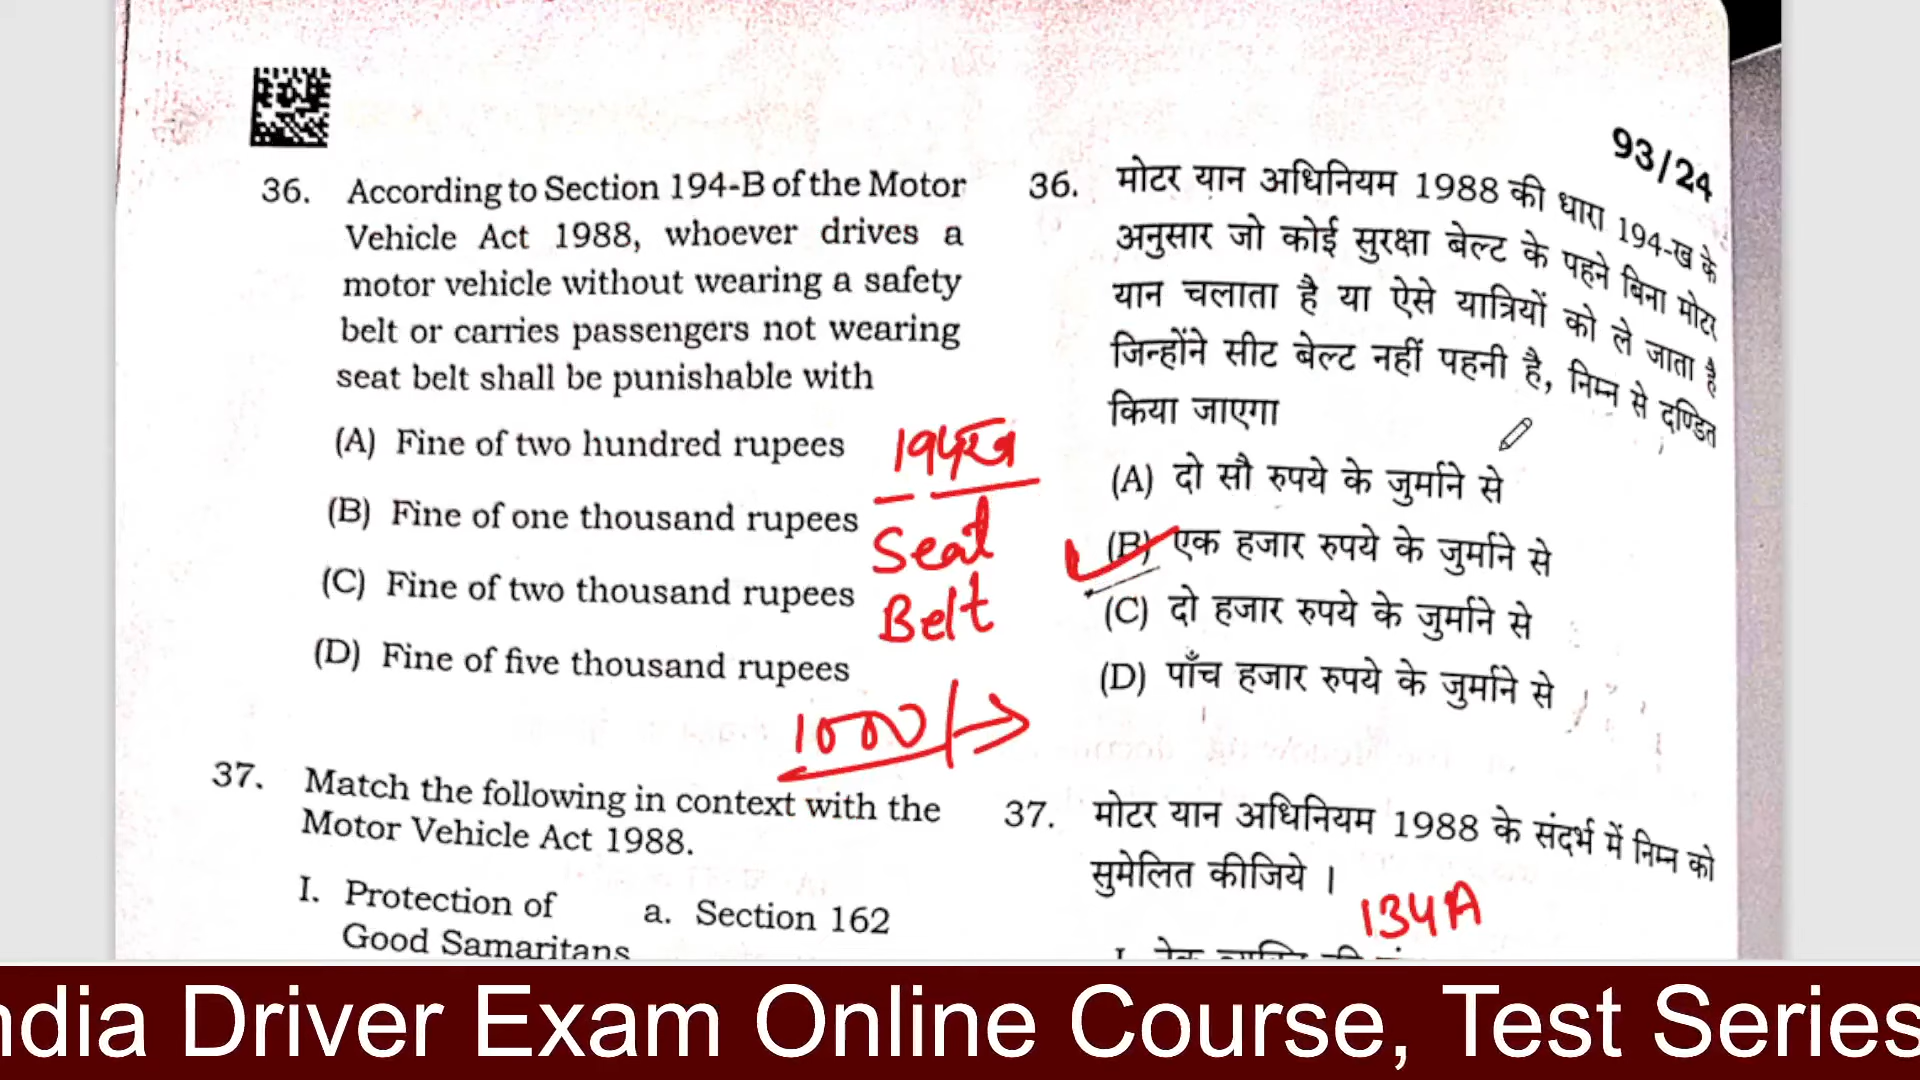 93/24
36. According to Section 194-B of the Motor
Vehicle Act 1988, whoever drives a
motor vehicle without wearing a safety
belt or carries passengers not wearing
seat belt shall be punishable with
(A) Fine of two hundred rupees
(B) Fine of one thousand rupees
(C) Fine of two thousand rupees
(D) Fine of five thousand rupees
194ख
Seat
Belt
1000/-
37. Match the following in context with the
Motor Vehicle Act 1988.
I. Protection of a. Section 162
Good Samaritans
36. मोटर यान अधिनियम 1988 की धारा 194-ख के
अनुसार जो कोई सुरक्षा बेल्ट के पहने बिना मोटर
यान चलाता है या ऐसे यात्रियों को ले जाता है
जिन्होंने सीट बेल्ट नहीं पहनी है, निम्न से दण्डित
किया जाएगा
(A) दो सौ रुपये के जुर्माने से
(B) एक हजार रुपये के जुर्माने से
(C) दो हजार रुपये के जुर्माने से
(D) पाँच हजार रुपये के जुर्माने से
37. मोटर यान अधिनियम 1988 के संदर्भ में निम्न को
सुमेलित कीजिये ।
134A
ndia Driver Exam Online Course, Test Series